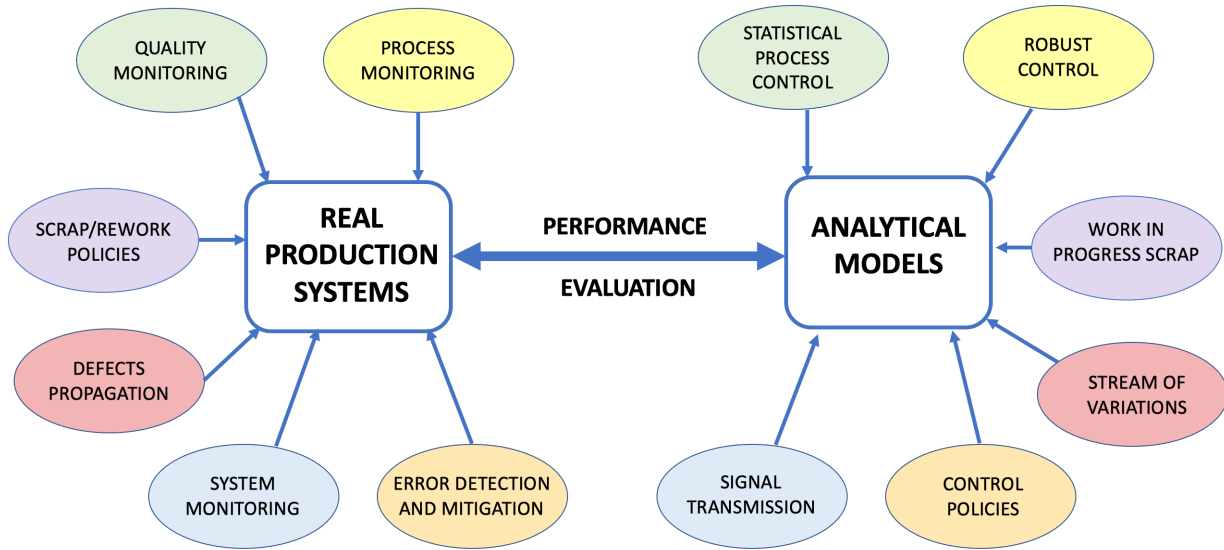 QUALITY
MONITORING
PROCESS
MONITORING
STATISTICAL
PROCESS
CONTROL
ROBUST
CONTROL
SCRAP/REWORK
POLICIES
REAL
PRODUCTION
SYSTEMS
PERFORMANCE
EVALUATION
ANALYTICAL
MODELS
WORK IN
PROGRESS SCRAP
DEFECTS
PROPAGATION
STREAM OF
VARIATIONS
SYSTEM
MONITORING
ERROR DETECTION
AND MITIGATION
SIGNAL
TRANSMISSION
CONTROL
POLICIES